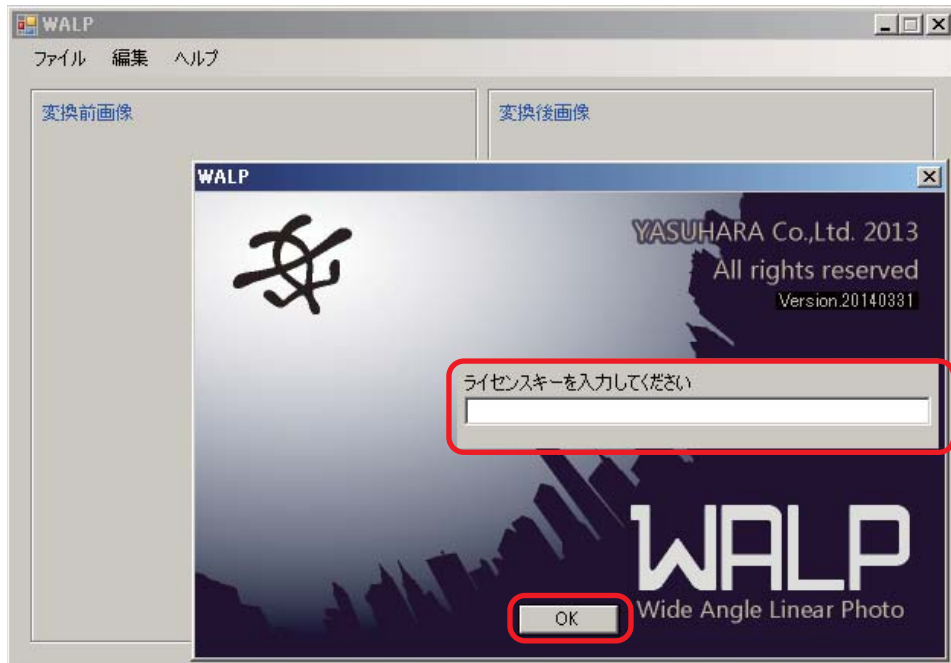 WALP
ファイル 編集 ヘルプ
変換前画像
変換後画像
WALP
YASUHARA Co.,Ltd. 2013
All rights reserved
Version.20140331
ライセンスキーを入力してください
WALP
Wide Angle Linear Photo
OK